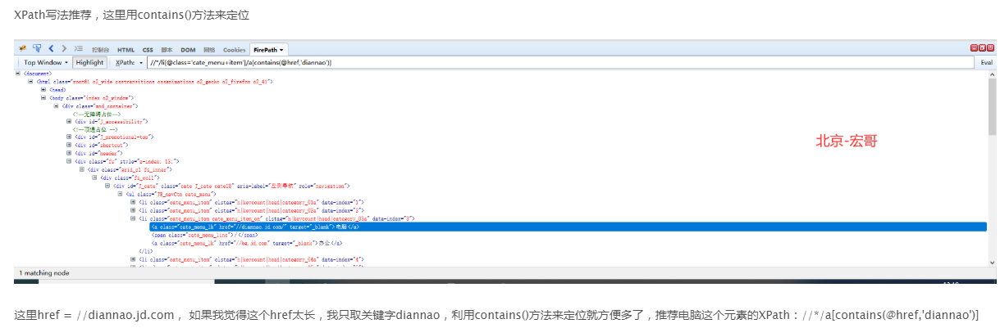 XPath写法推荐，这里用contains()方法来定位
控制台 HTML CSS 脚本 DOM 网络 Cookies FirePath
Top Window Highlight XPath: //*/li[@class='cate_menu+item']/a[contains(@href,'diannao')] Eval
<document>
<html class="root61 o2_wide csstransitions cssanimations o2_gecko o2_firefox o2_41">
<head>
<body class="index o2_window">
<div class="mod_container">
<!--无障碍占位-->
<div id="J_accessibility">
<!--顶通占位 -->
<div id="J_promotional-top">
<div id="shortcut">
<div id="header">
<div class="fs" style="z-index: 13;">
北京-宏哥
<div class="grid_c1 fs_inner">
<div class="fs_col1">
<div id="J_cate" class="cate J_cate cate18" aria-label="左侧导航" role="navigation">
<ul class="JS_navCtn cate_menu">
<li class="cate_menu_item" clstag="h|keycount|head|category_01a" data-index="1">
<li class="cate_menu_item" clstag="h|keycount|head|category_02a" data-index="2">
<li class="cate_menu_item cate_menu_item_on" clstag="h|keycount|head|category_03a" data-index="3">
<a class="cate_menu_lk" href="//diannao.jd.com/" target="_blank">电脑</a>
<span class="cate_menu_line">/</span>
<a class="cate_menu_lk" href="//bg.jd.com" target="_blank">办公</a>
</li>
<li class="cate_menu_item" clstag="h|keycount|head|category_04a" data-index="4">
1 matching node
这里href = //diannao.jd.com， 如果我觉得这个href太长，我只取关键字diannao，利用contains()方法来定位就方便多了，推荐电脑这个元素的XPath：//*/a[contains(@href,'diannao')]